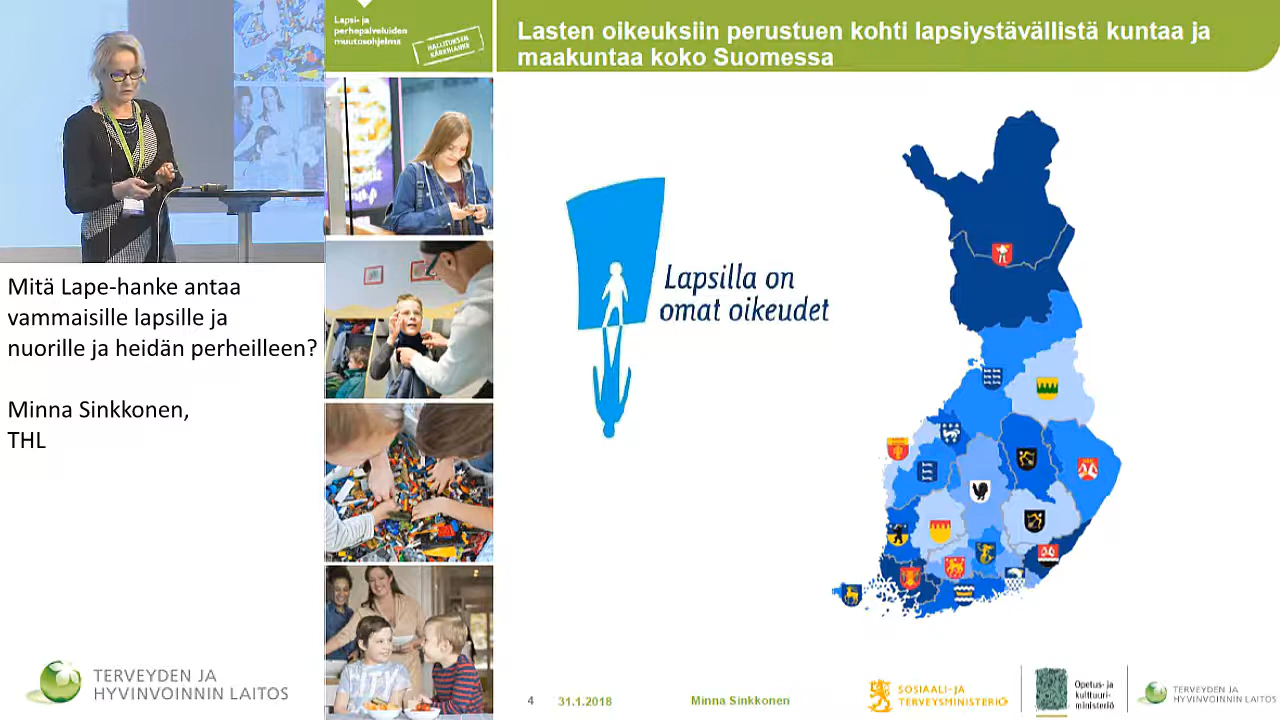 Lapsi- ja
perhepalveluiden
muutosohjelma
HALLITUKSEN
KÄRKIHANKE
Lasten oikeuksiin perustuen kohti lapsiystävällistä kuntaa ja
maakuntaa koko Suomessa
Mitä Lape-hanke antaa
vammaisille lapsille ja
nuorille ja heidän perheilleen?
Minna Sinkkonen,
THL
Lapsilla on
omat oikeudet
TERVEYDEN JA
HYVINVOINNIN LAITOS
4
31.1.2018
Minna Sinkkonen
SOSIAALI- JA
TERVEYSMINISTERIÖ
Opetus- ja
kulttuuri-
ministeriö
TERVEYDEN JA
HYVINVOINNIN LAITOS